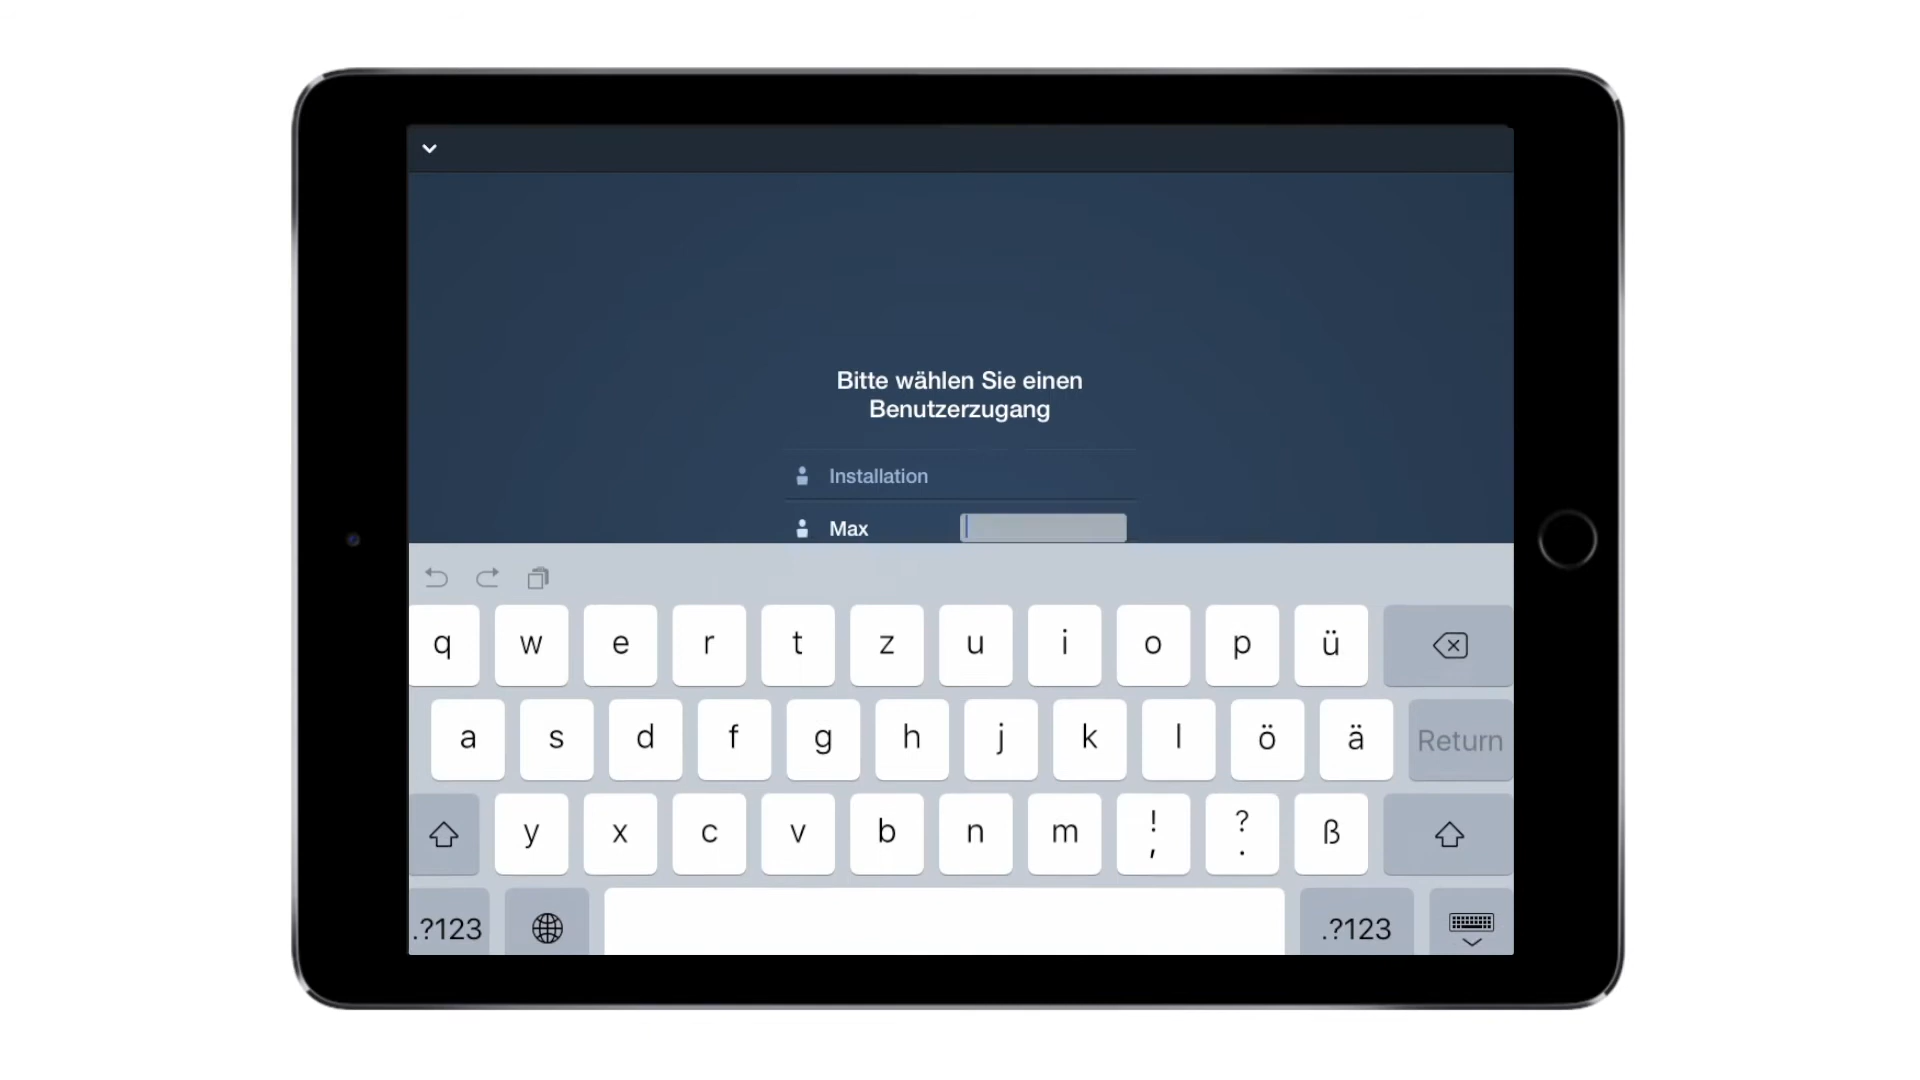 Bitte wählen Sie einen
Benutzerzugang
Installation
Max
q w e r t z u i o p ü
a s d f g h j k l ö ä Return
y x c v b n m ! , ? . ß
.?123 .?123